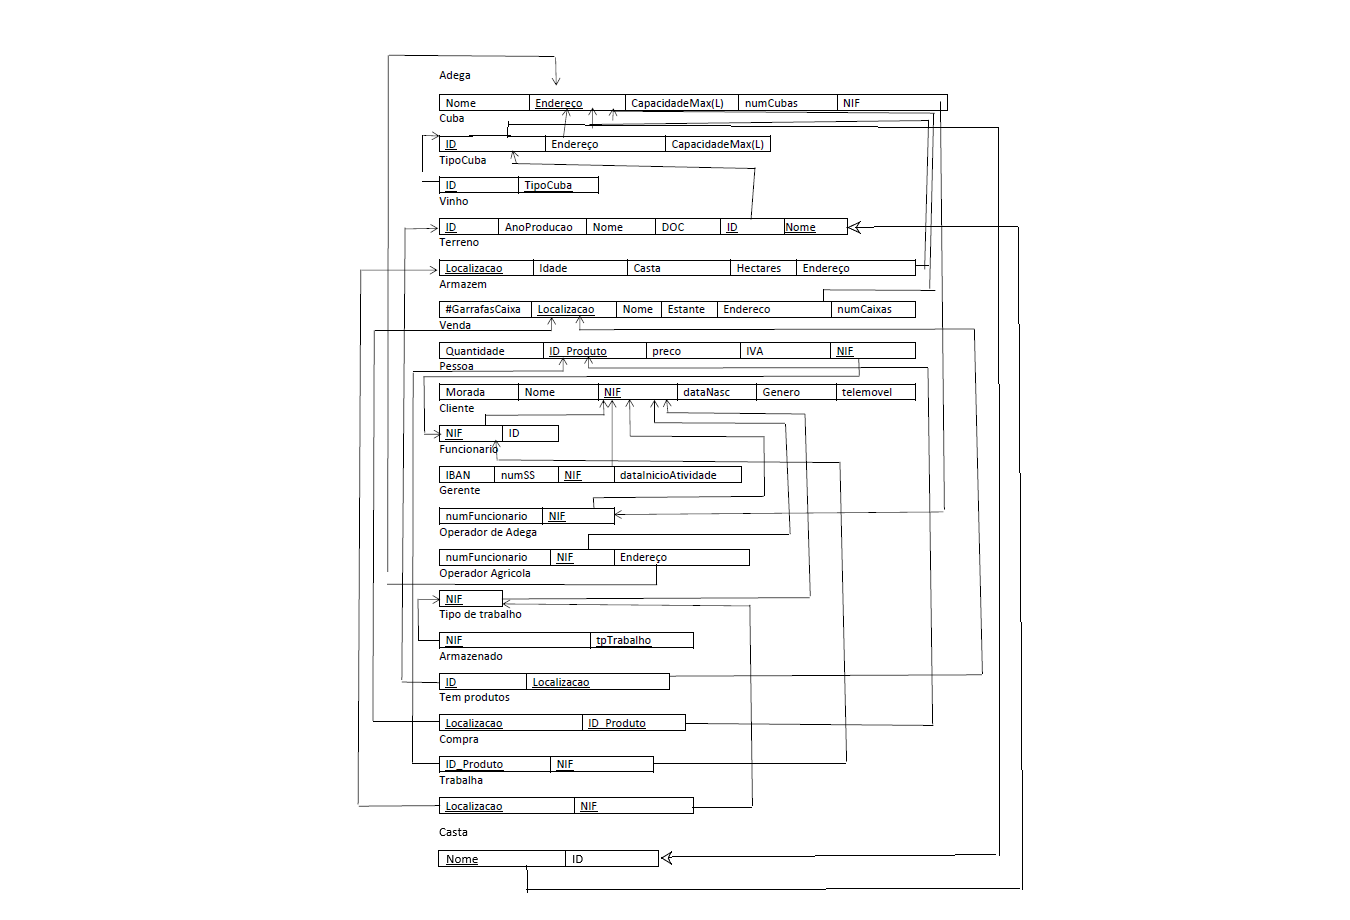 Adega
Nome Endereco CapacidadeMax(L) numCubas NIF
Cuba
ID Endereço CapacidadeMax(L)
TipoCuba
ID TipoCuba
Vinho
ID AnoProducao Nome DOC ID Nome
Terreno
Localizacao Idade Casta Hectares Endereço
Armazem
#GarrafasCaixa Localizacao Nome Estante Endereco numCaixas
Venda
Quantidade ID_Produto preco IVA NIF
Pessoa
Morada Nome NIF dataNasc Genero telemovel
Cliente
NIF ID
Funcionario
IBAN numSS NIF dataInicioAtividade
Gerente
numFuncionario NIF
Operador de Adega
numFuncionario NIF Endereço
Operador Agricola
NIF
Tipo de trabalho
NIF tpTrabalho
Armazenado
ID Localizacao
Tem produtos
Localizacao ID_Produto
Compra
ID_Produto NIF
Trabalha
Localizacao NIF
Casta
Nome ID